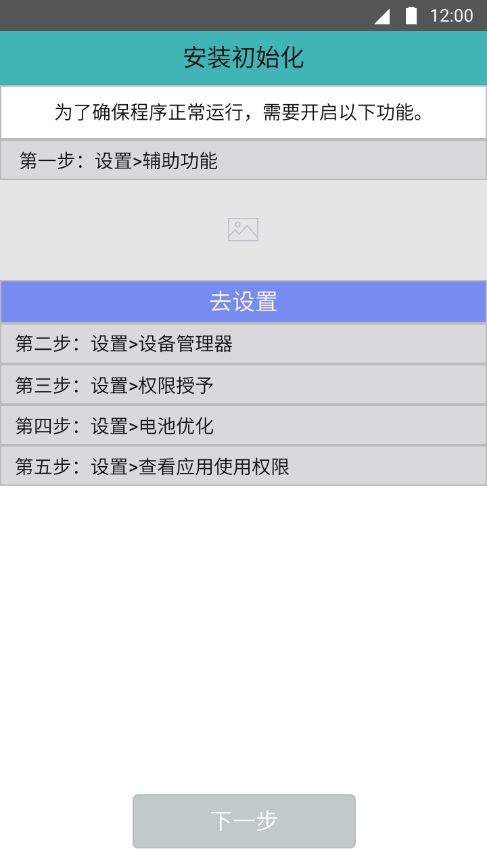 12:00
安装初始化
为了确保程序正常运行，需要开启以下功能。
第一步：设置>辅助功能
去设置
第二步：设置>设备管理器
第三步：设置>权限授予
第四步：设置>电池优化
第五步：设置>查看应用使用权限
下一步